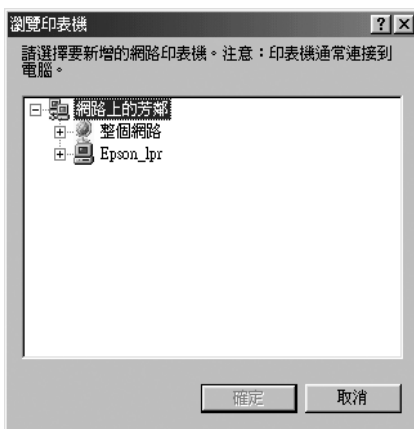 瀏覽印表機
請選擇要新增的網路印表機。注意：印表機通常連接到
電腦。
網路上的芳鄰
整個網路
Epson_lpr
確定
取消